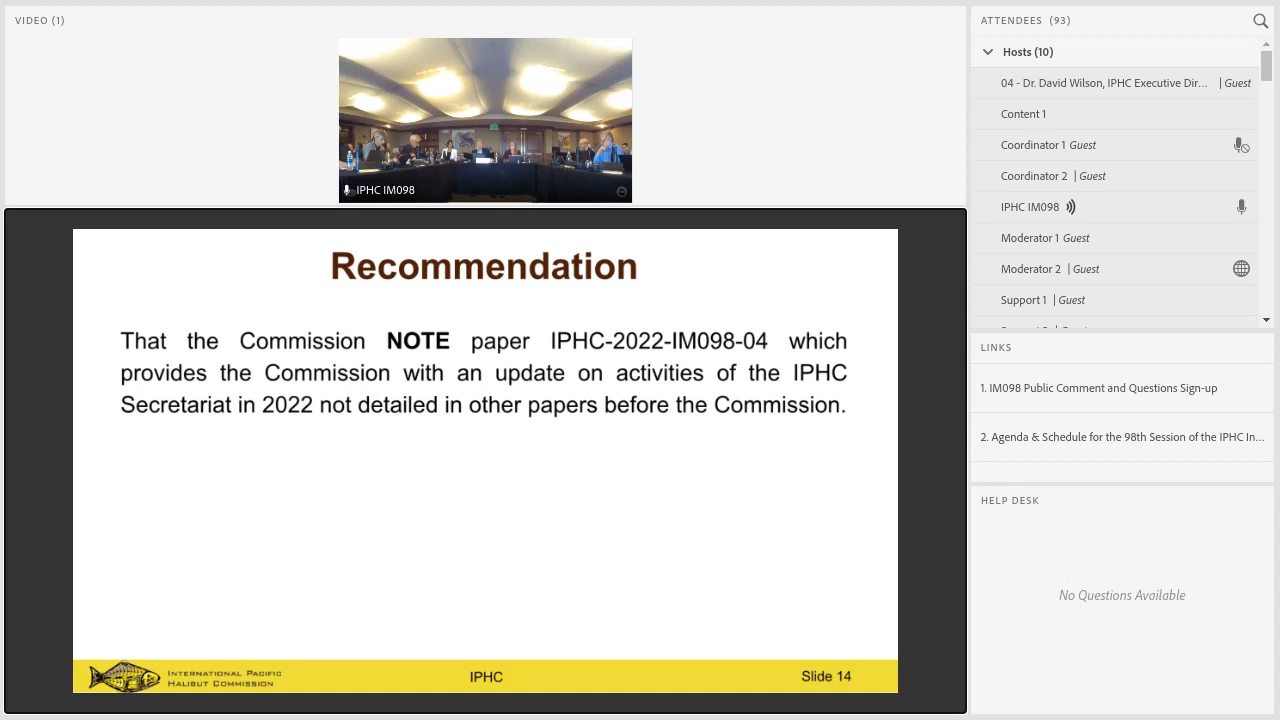 VIDEO (1)
IPHC IM098
Recommendation
That the Commission NOTE paper IPHC-2022-IM098-04 which
provides the Commission with an update on activities of the IPHC
Secretariat in 2022 not detailed in other papers before the Commission.
INTERNATIONAL PACIFIC
HALIBUT COMMISSION
IPHC
Slide 14
ATTENDEES (93)
Hosts (10)
04 - Dr. David Wilson, IPHC Executive Dir... | Guest
Content 1
Coordinator 1 Guest
Coordinator 2 | Guest
IPHC IM098
Moderator 1 Guest
Moderator 2 | Guest
Support 1 | Guest
LINKS
1. IM098 Public Comment and Questions Sign-up
2. Agenda & Schedule for the 98th Session of the IPHC In...
HELP DESK
No Questions Available